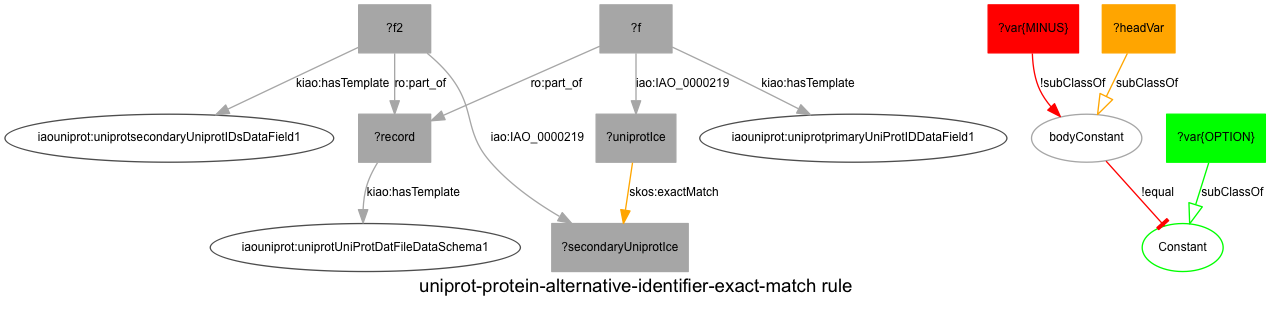 ?f2
?f
?var{MINUS}
?headVar
kiao:hasTemplate
ro:part_of
ro:part_of
iao:IAO_0000219
kiao:hasTemplate
!subClassOf
subClassOf
iaouniprot:uniprotsecondaryUniprotIDsDataField1
?record
iao:IAO_0000219
?uniprotIce
iaouniprot:uniprotprimaryUniProtIDDataField1
bodyConstant
?var{OPTION}
kiao:hasTemplate
skos:exactMatch
!equal
subClassOf
iaouniprot:uniprotUniProtDatFileDataSchema1
?secondaryUniprotIce
Constant
uniprot-protein-alternative-identifier-exact-match rule